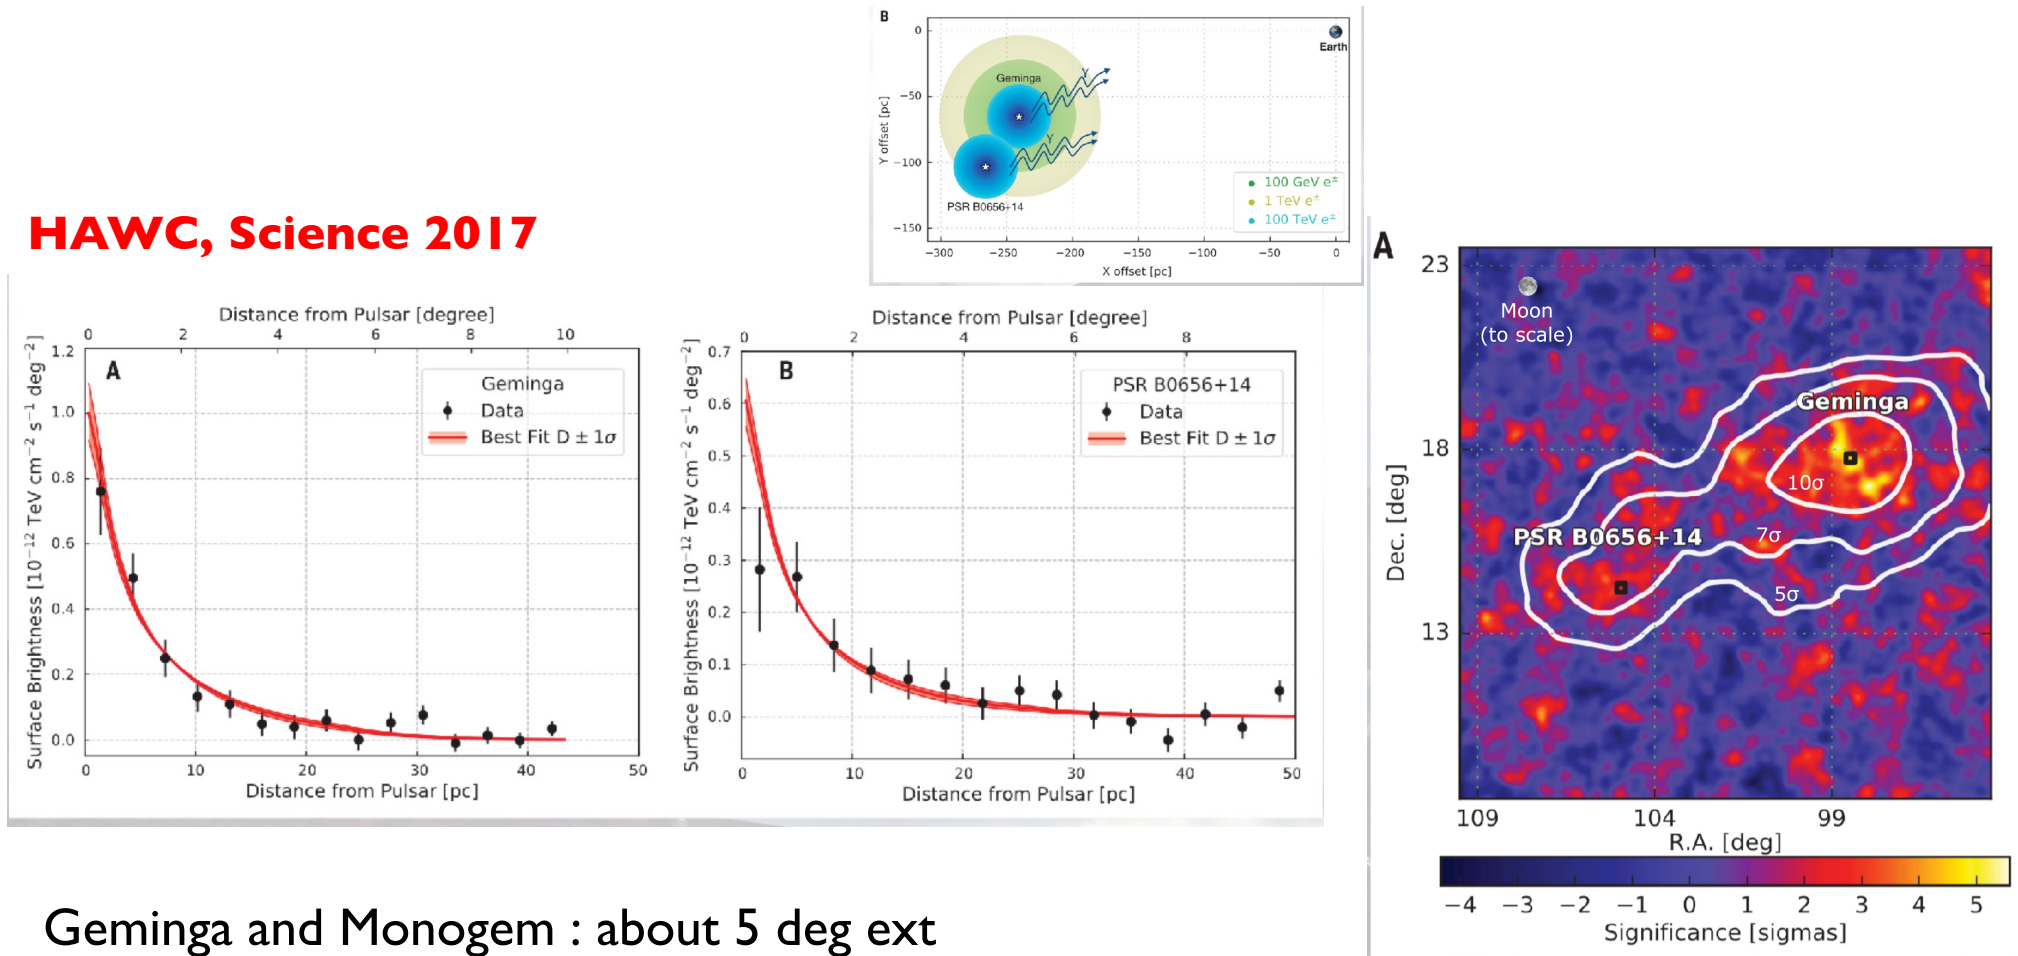 B
0
−50
−100
−150
Y offset [pc]
Geminga
γ
γ
PSR B0656+14
Earth
100 GeV e±
1 TeV e±
100 TeV e±
−300 −250 −200 −150 −100 −50 0
X offset [pc]
HAWC, Science 2017
Distance from Pulsar [degree]
0 2 4 6 8 10
A
Geminga
Data
Best Fit D ± 1σ
1.2
1.0
0.8
0.6
0.4
0.2
0.0
Surface Brightness [10⁻¹² TeV cm⁻² s⁻¹ deg⁻²]
0 10 20 30 40 50
Distance from Pulsar [pc]
Distance from Pulsar [degree]
0 2 4 6 8
B
PSR B0656+14
Data
Best Fit D ± 1σ
0.7
0.6
0.5
0.4
0.3
0.2
0.1
0.0
Surface Brightness [10⁻¹² TeV cm⁻² s⁻¹ deg⁻²]
0 10 20 30 40 50
Distance from Pulsar [pc]
A
23
18
13
Dec. [deg]
Moon
(to scale)
Geminga
10σ
PSR B0656+14
7σ
5σ
109 104 99
R.A. [deg]
−4 −3 −2 −1 0 1 2 3 4 5
Significance [sigmas]
Geminga and Monogem : about 5 deg ext